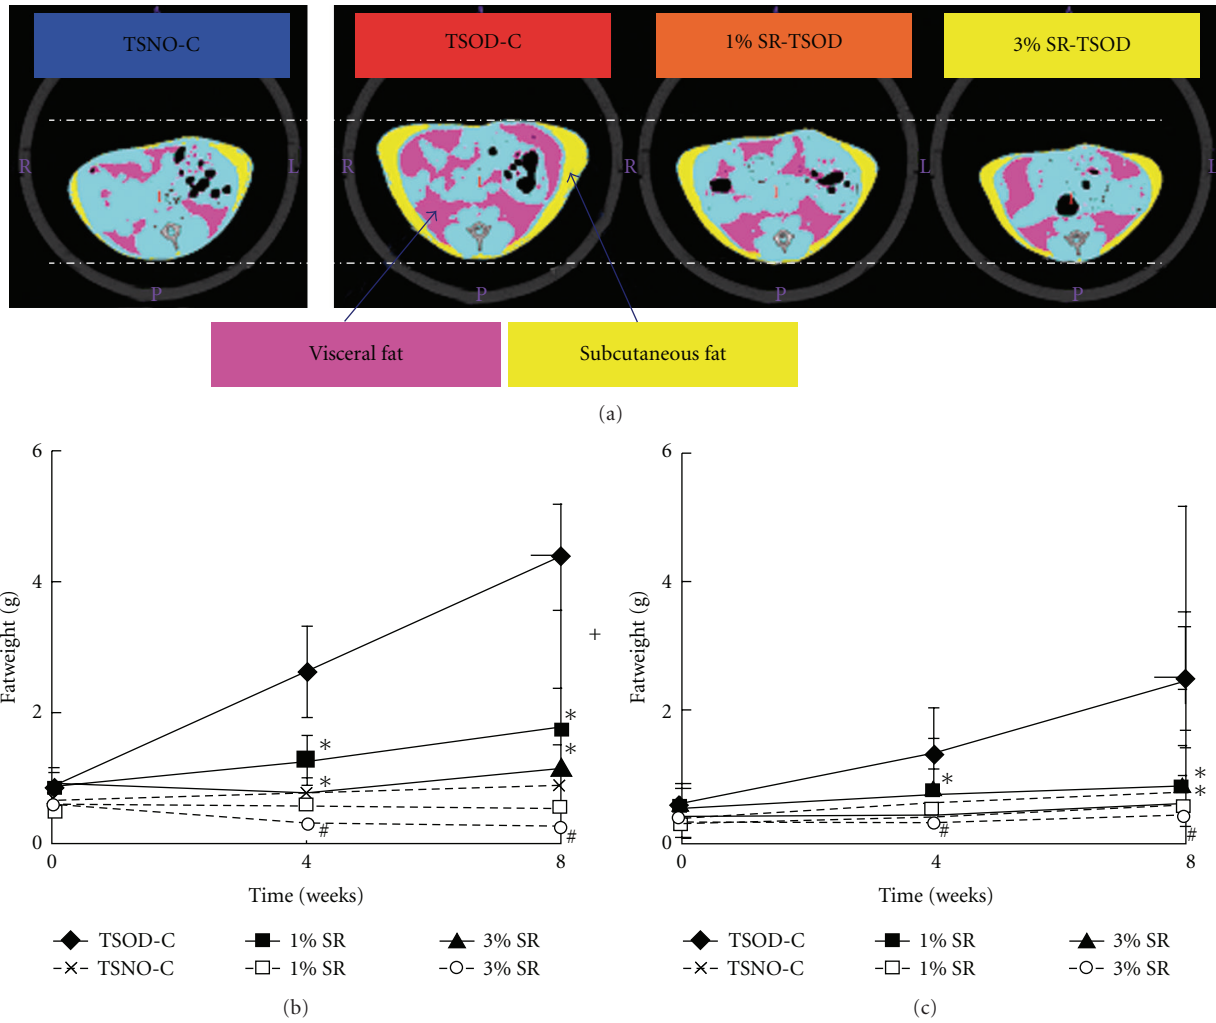 TSNO-C
TSOD-C
1% SR-TSOD
3% SR-TSOD
R
L
R
R
L
L
P
P
P
P
Visceral fat
Subcutaneous fat
(a)
6
4
2
0
Fatweight (g)
*
*
*
*
#
#
+
0
4
8
Time (weeks)
TSOD-C
1% SR
3% SR
TSNO-C
1% SR
3% SR
(b)
6
4
2
0
Fatweight (g)
*
*
*
#
#
0
4
8
Time (weeks)
TSOD-C
1% SR
3% SR
TSNO-C
1% SR
3% SR
(c)